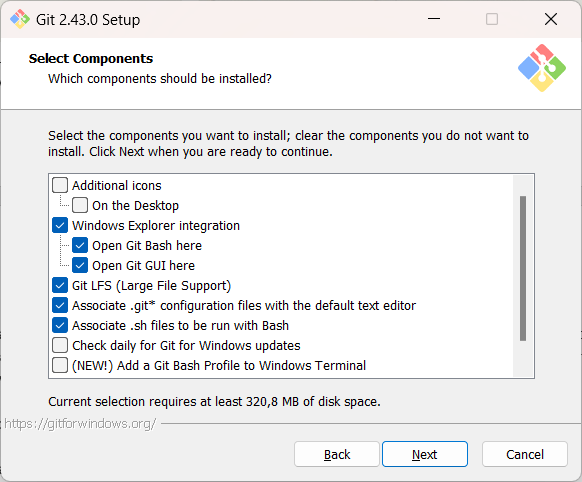 Git 2.43.0 Setup
Select Components
Which components should be installed?
Select the components you want to install; clear the components you do not want to
install. Click Next when you are ready to continue.
Additional icons
On the Desktop
Windows Explorer integration
Open Git Bash here
Open Git GUI here
Git LFS (Large File Support)
Associate .git* configuration files with the default text editor
Associate .sh files to be run with Bash
Check daily for Git for Windows updates
(NEW!) Add a Git Bash Profile to Windows Terminal
Current selection requires at least 320,8 MB of disk space.
https://gitforwindows.org/
Back Next Cancel